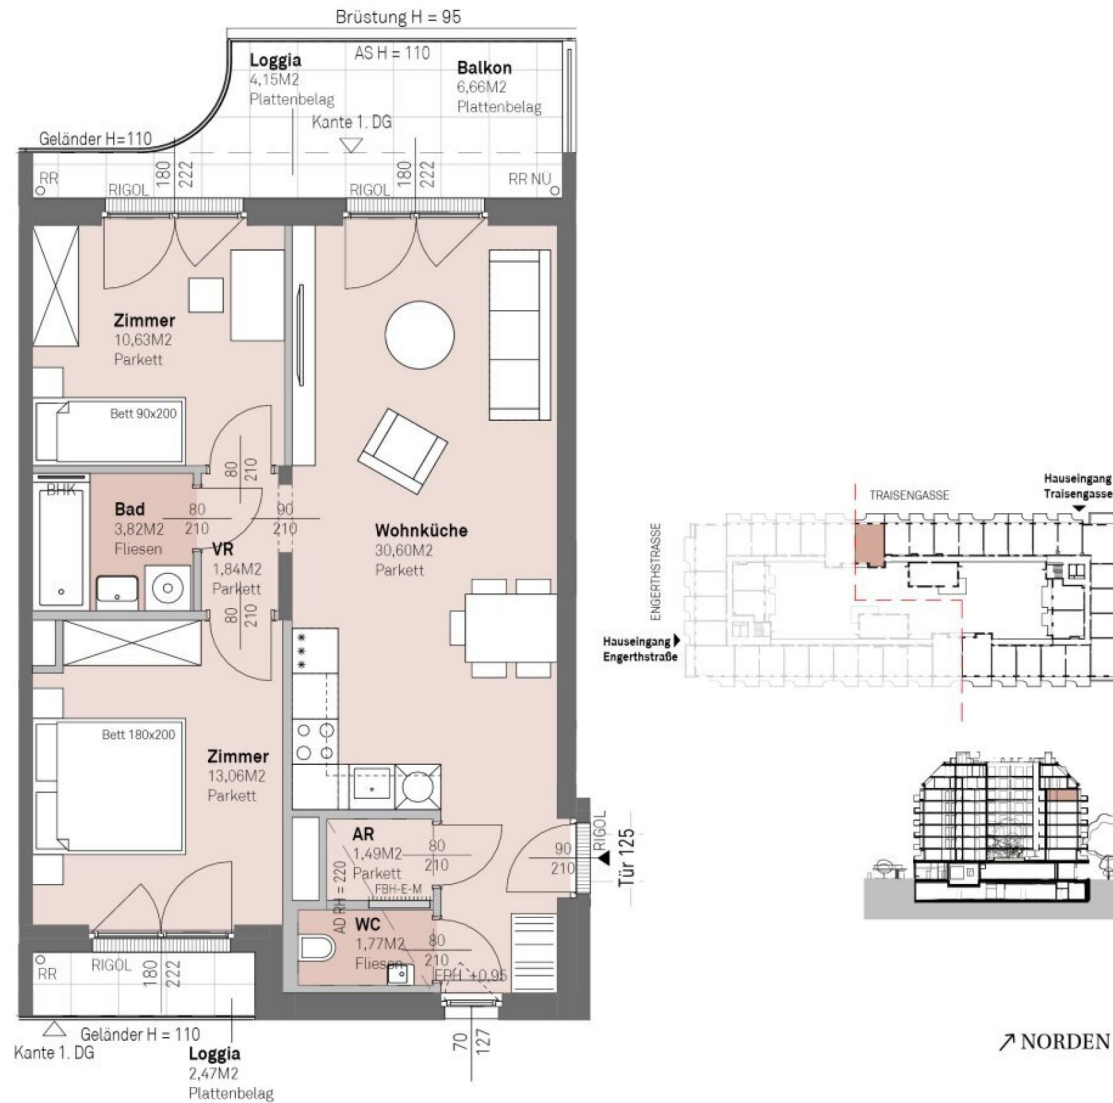 Brüstung H = 95
Loggia
4,15M2
Plattenbelag
AS H = 110
Balkon
6,66M2
Plattenbelag
Kante 1. DG
Geländer H=110
RR
RIGOL
180
222
RIGOL
180
222
RR NÜ
Zimmer
10,63M2
Parkett
Bett 90x200
80
210
BHK
Bad
3,82M2
Fliesen
80
210
90
210
VR
1,84M2
Parkett
80
210
Wohnküche
30,60M2
Parkett
Bett 180x200
Zimmer
13,06M2
Parkett
AR
1,49M2
Parkett
FBH-E-M
AD RH = 220
80
210
90
210
RIGOL
Tür 125
WC
1,77M2
Fliesen
80
210
FPH +0,95
RR
RIGOL
180
222
Geländer H = 110
Kante 1. DG
Loggia
2,47M2
Plattenbelag
70
127
Hauseingang
Traisengasse
TRAISENGASSE
ENGERTHSTRASSE
Hauseingang
Engerthstraße
↗ NORDEN